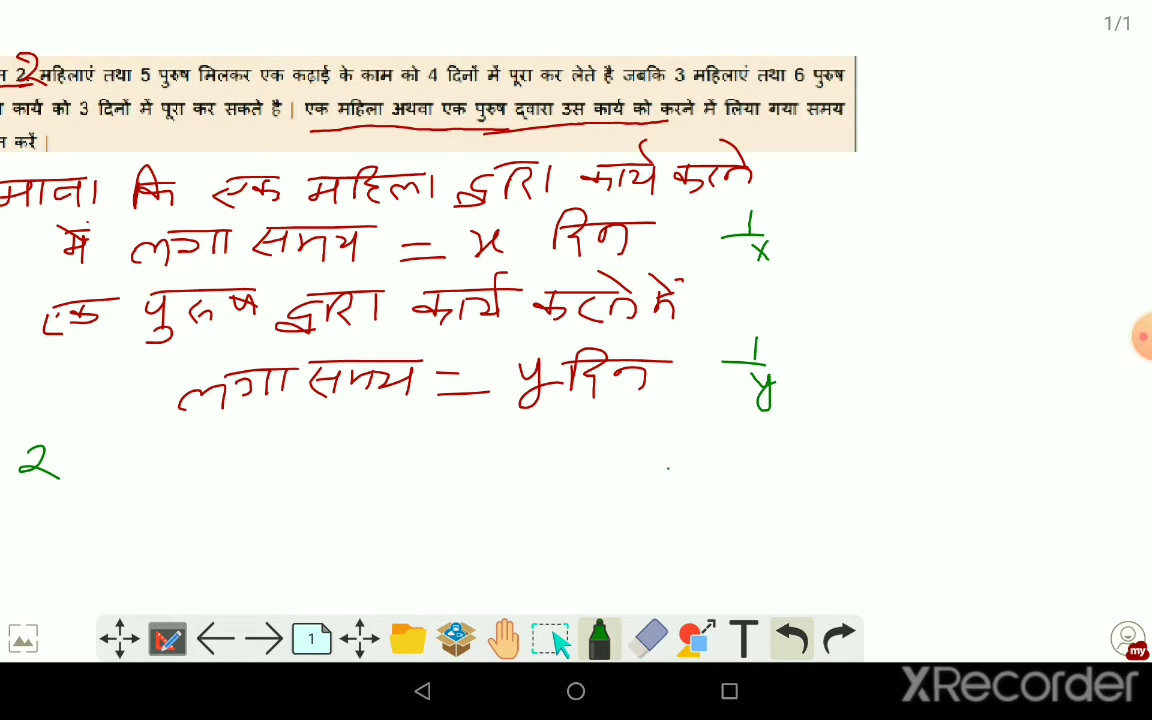 1/1
2 महिलाएं तथा 5 पुरुष मिलकर एक कढ़ाई के काम को 4 दिनों में पूरा कर लेते है जबकि 3 महिलाएं तथा 6 पुरुष
कार्य को 3 दिनों में पूरा कर सकते है | एक महिला अथवा एक पुरुष द्वारा उस कार्य को करने में लिया गया समय
करें |
माना कि एक महिला द्वारा कार्य करने
में लगा समय = x दिन 1/x
एक पुरुष द्वारा कार्य करने में
लगा समय = y दिन 1/y
2
1
T
my
XRecorder